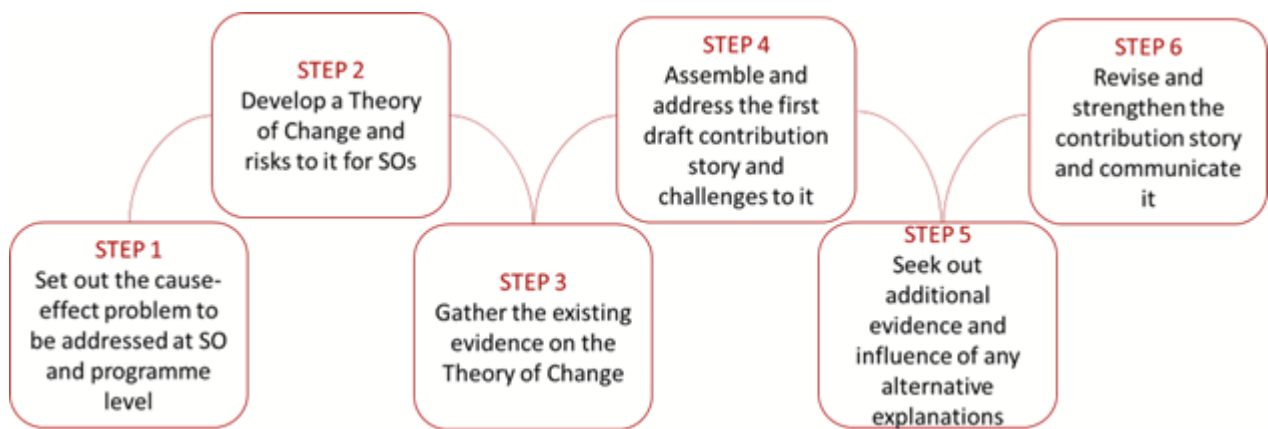 STEP 1
Set out the cause-
effect problem to
be addressed at SO
and programme
level
STEP 2
Develop a Theory
of Change and
risks to it for SOs
STEP 3
Gather the existing
evidence on the
Theory of Change
STEP 4
Assemble and
address the first
draft contribution
story and
challenges to it
STEP 5
Seek out
additional
evidence and
influence of any
alternative
explanations
STEP 6
Revise and
strengthen the
contribution story
and communicate
it